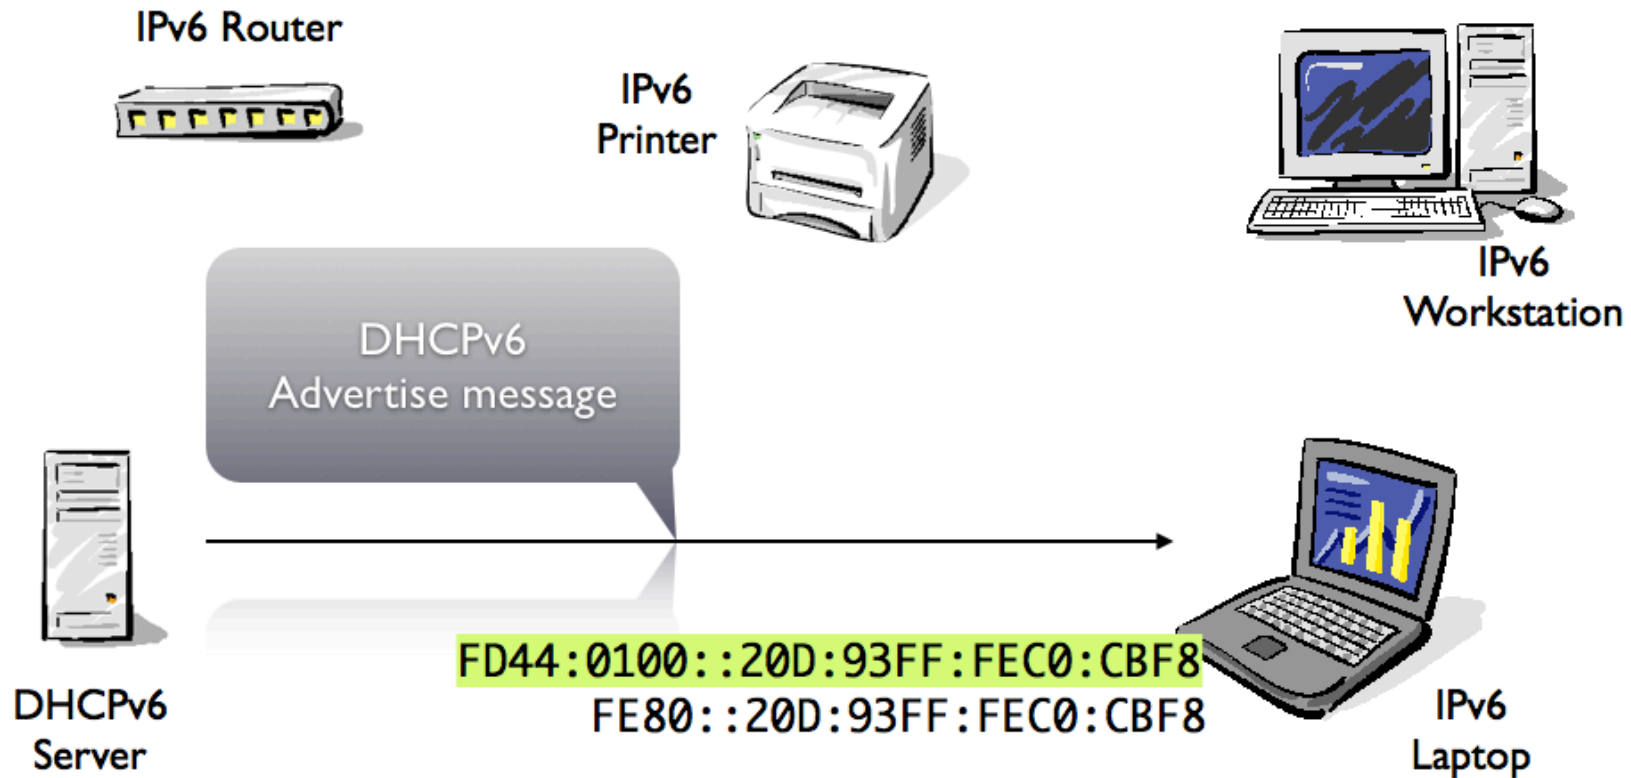 IPv6 Router
IPv6
Printer
IPv6
Workstation
DHCPv6
Advertise message
FD44:0100::20D:93FF:FEC0:CBF8
FE80::20D:93FF:FEC0:CBF8
DHCPv6
Server
IPv6
Laptop